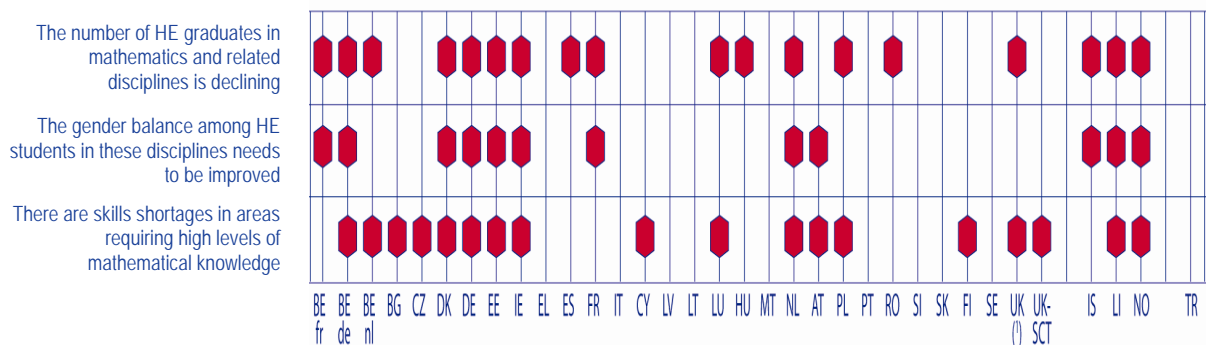 The number of HE graduates in
mathematics and related
disciplines is declining
The gender balance among HE
students in these disciplines needs
to be improved
There are skills shortages in areas
requiring high levels of
mathematical knowledge
BE BE BE BG CZ DK DE EE IE EL ES FR IT CY LV LT LU HU MT NL AT PL PT RO SI SK FI SE UK UK- IS LI NO TR
fr de nl (¹) SCT